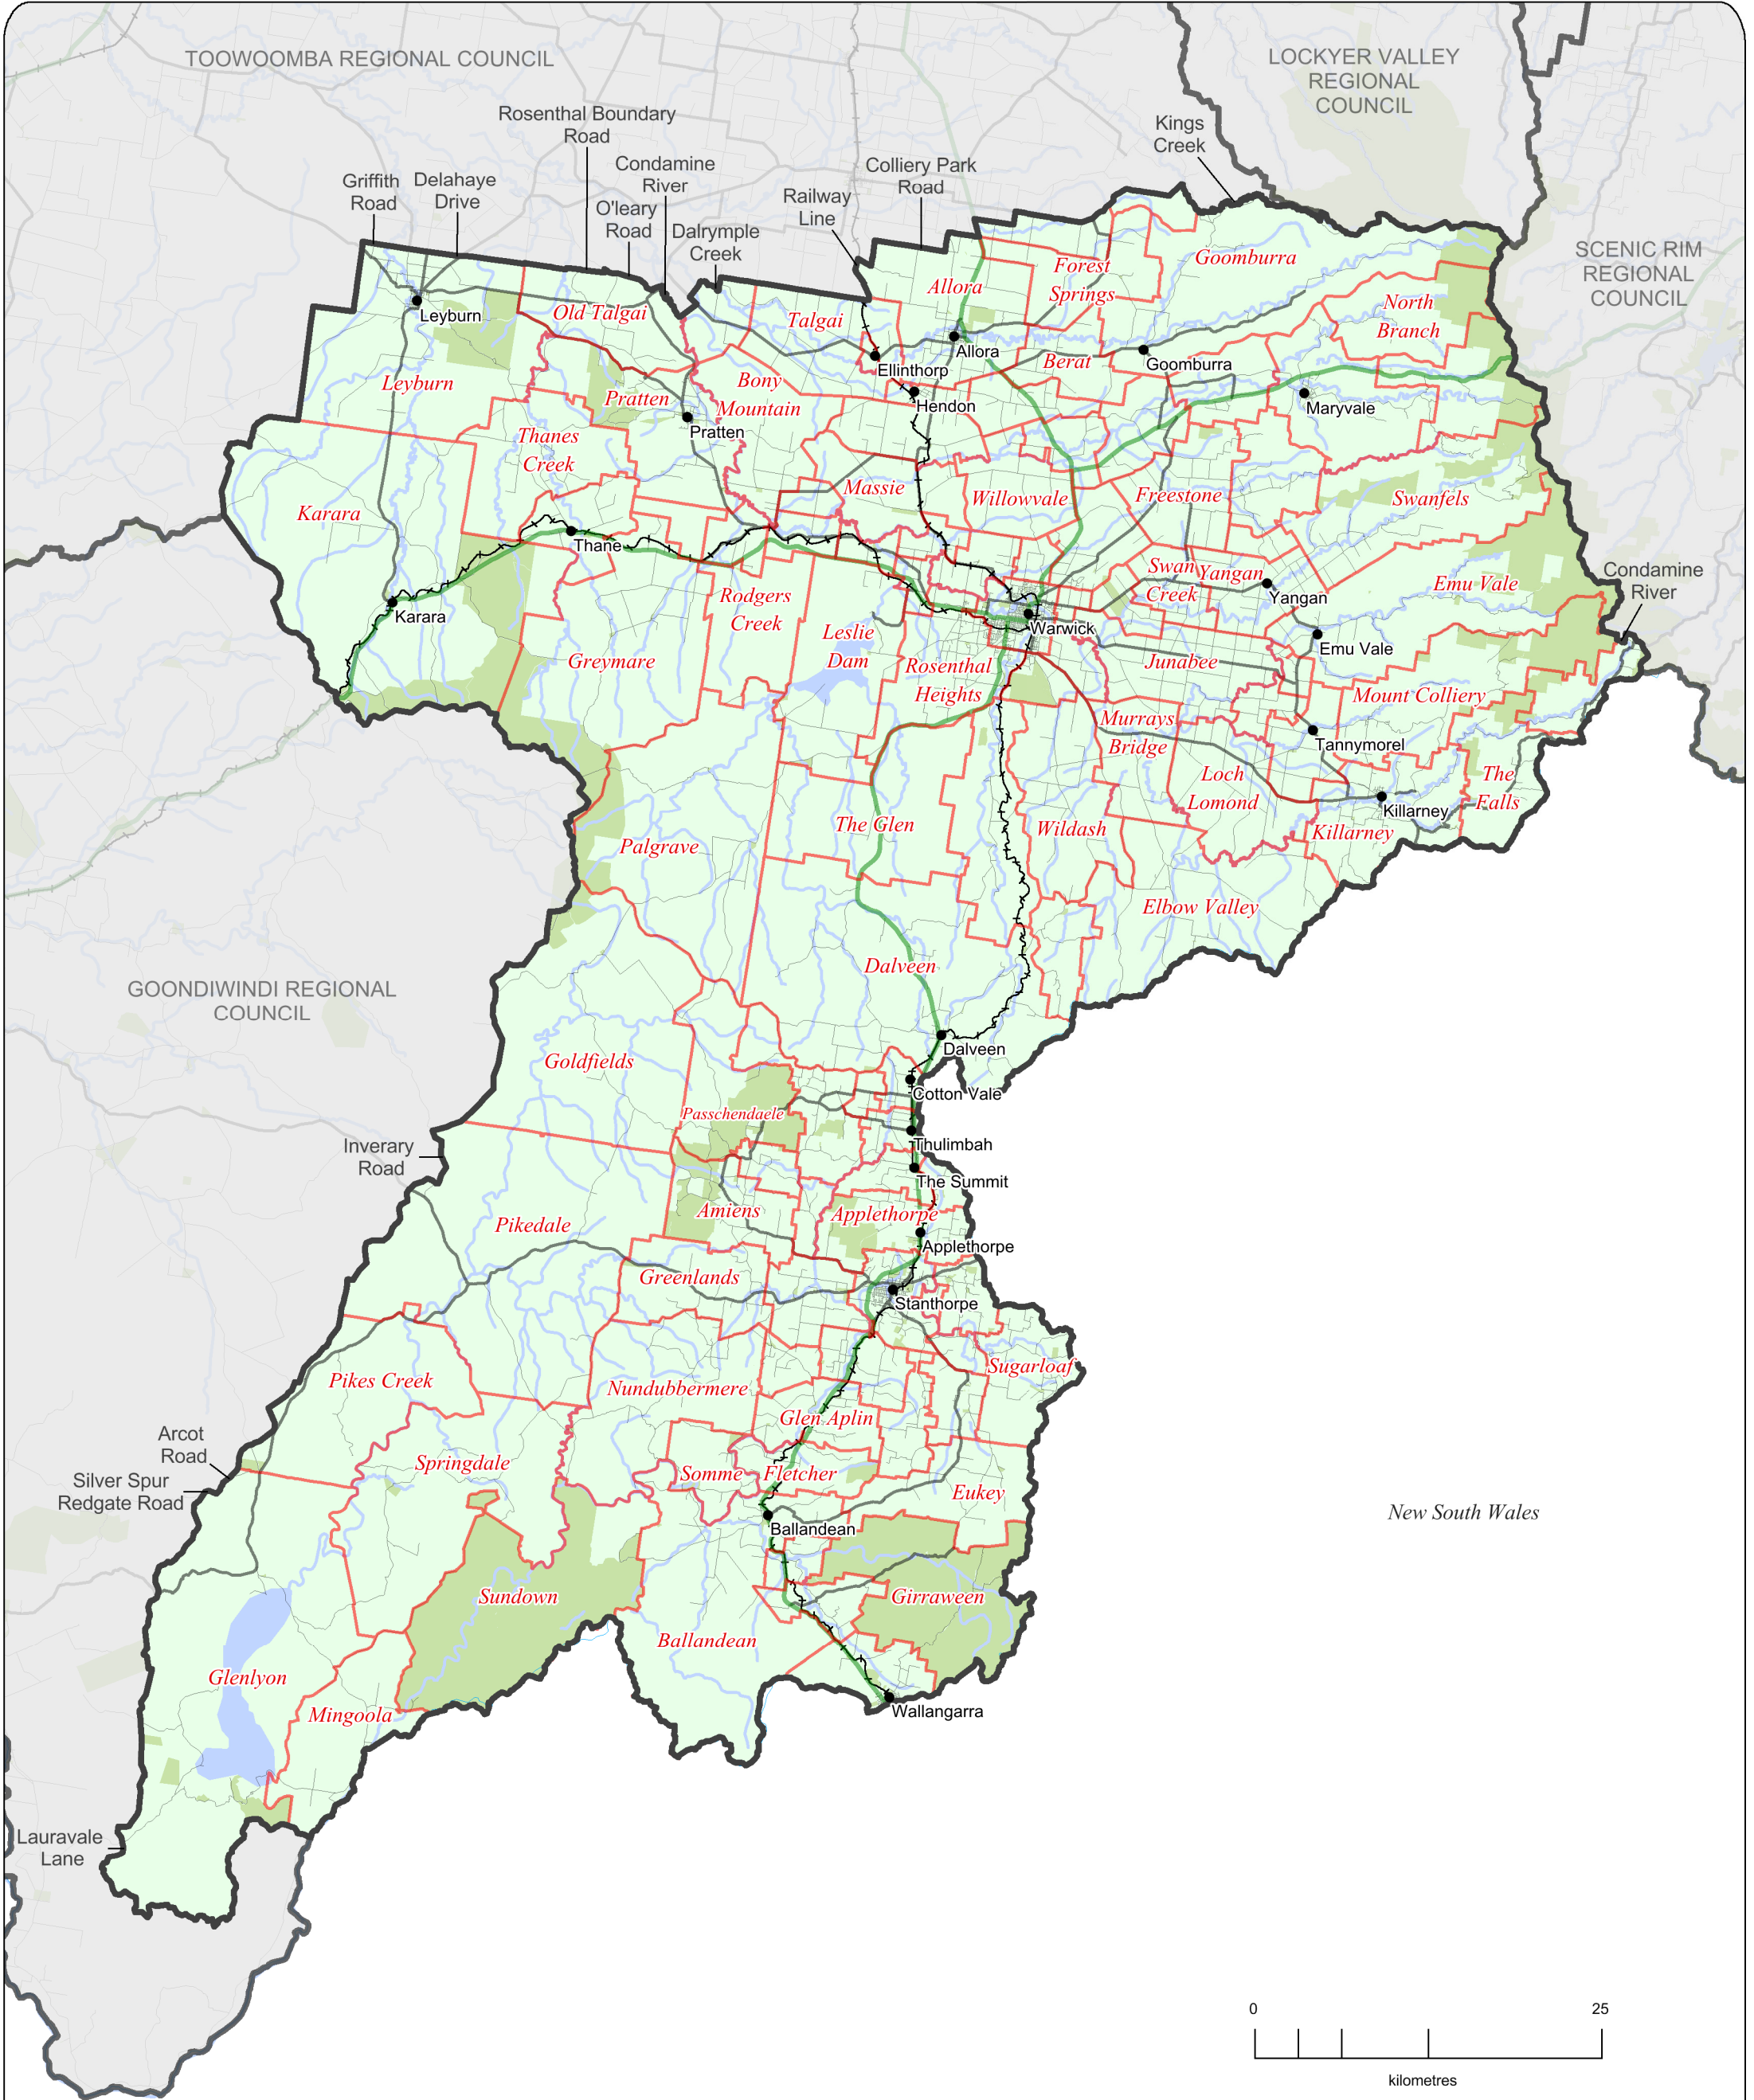 TOOWOOMBA REGIONAL COUNCIL
LOCKYER VALLEY
REGIONAL
COUNCIL
Rosenthal Boundary
Road
Kings
Creek
Condamine
River
Colliery Park
Road
Griffith
Road
Delahaye
Drive
Railway
Line
O'leary
Road
Dalrymple
Creek
SCENIC RIM
REGIONAL
COUNCIL
Goomburra
Forest
Springs
Allora
North
Branch
Leyburn
Old Talgai
Talgai
Allora
Berat
Goomburra
Ellinthorp
Leyburn
Bony
Mountain
Pratten
Hendon
Maryvale
Pratten
Thanes
Creek
Massie
Willowvale
Freestone
Swanfels
Karara
Thane
Swan
Creek
Yangan
Yangan
Emu Vale
Condamine
River
Rodgers
Creek
Karara
Warwick
Leslie
Dam
Emu Vale
Greymare
Rosenthal
Heights
Junabee
Mount Colliery
Murrays
Bridge
Tannymorel
Loch
Lomond
The
Falls
Killarney
The Glen
Wildash
Killarney
Palgrave
Elbow Valley
Dalveen
GOONDIWINDI REGIONAL
COUNCIL
Dalveen
Goldfields
Cotton Vale
Passchendaele
Thulimbah
Inverary
Road
The Summit
Amiens
Applethorpe
Pikedale
Applethorpe
Greenlands
Stanthorpe
Sugarloaf
Pikes Creek
Nundubbermere
Glen Aplin
Arcot
Road
Springdale
Somme
Fletcher
Silver Spur
Redgate Road
Eukey
New South Wales
Ballandean
Sundown
Girraween
Ballandean
Glenlyon
Mingoola
Wallangarra
Lauravale
Lane
0 25
kilometres